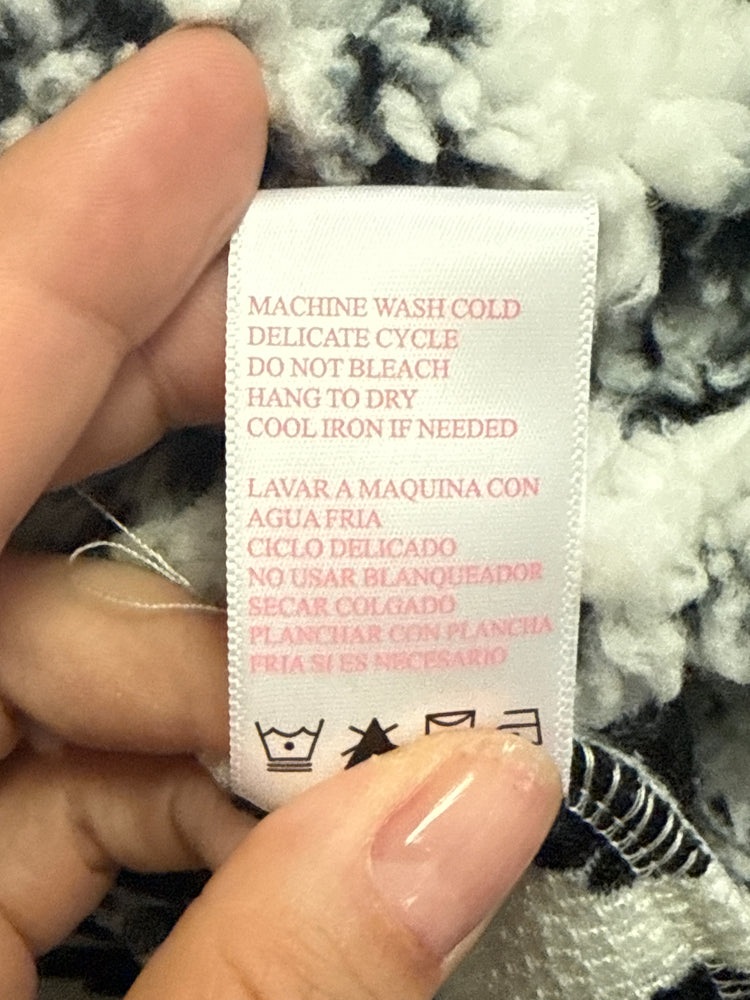 MACHINE WASH COLD
DELICATE CYCLE
DO NOT BLEACH
HANG TO DRY
COOL IRON IF NEEDED
LAVAR A MAQUINA CON
AGUA FRIA
CICLO DELICADO
NO USAR BLANQUEADOR
SECAR COLGADO
PLANCHAR CON PLANCHA
FRIA SI ES NECESARIO